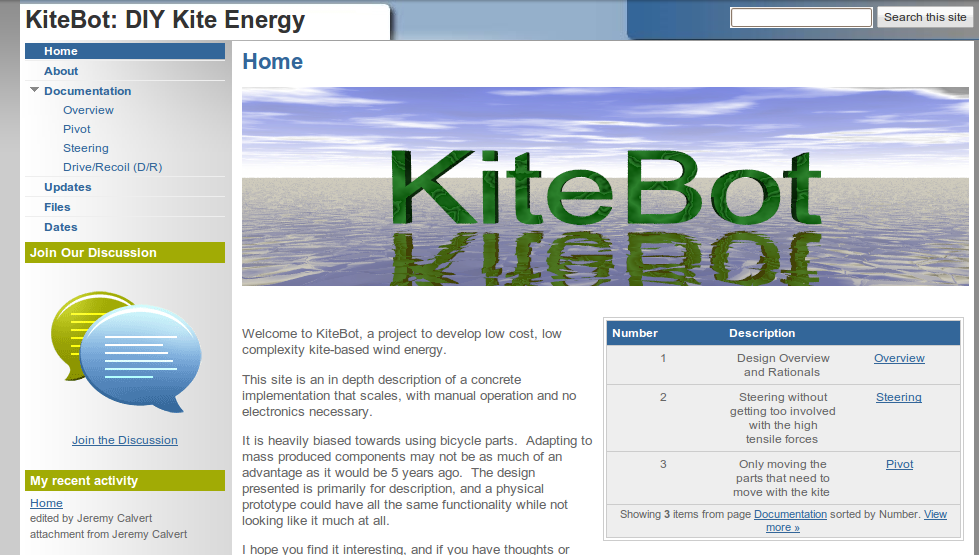 KiteBot: DIY Kite Energy
Search this site
Home
About
Documentation
Overview
Pivot
Steering
Drive/Recoil (D/R)
Updates
Files
Dates
Join Our Discussion
Join the Discussion
My recent activity
Home
edited by Jeremy Calvert
attachment from Jeremy Calvert
Home
KiteBot
Welcome to KiteBot, a project to develop low cost, low
complexity kite-based wind energy.
This site is an in depth description of a concrete
implementation that scales, with manual operation and no
electronics necessary.
It is heavily biased towards using bicycle parts.  Adapting to
mass produced components may not be as much of an
advantage as it would be 5 years ago.  The design
presented is primarily for description, and a physical
prototype could have all the same functionality while not
looking like it much at all.
I hope you find it interesting, and if you have thoughts or
Number Description
1 Design Overview Overview
and Rationals
2 Steering without Steering
getting too involved
with the high
tensile forces
3 Only moving the Pivot
parts that need to
move with the kite
Showing 3 items from page Documentation sorted by Number. View
more »